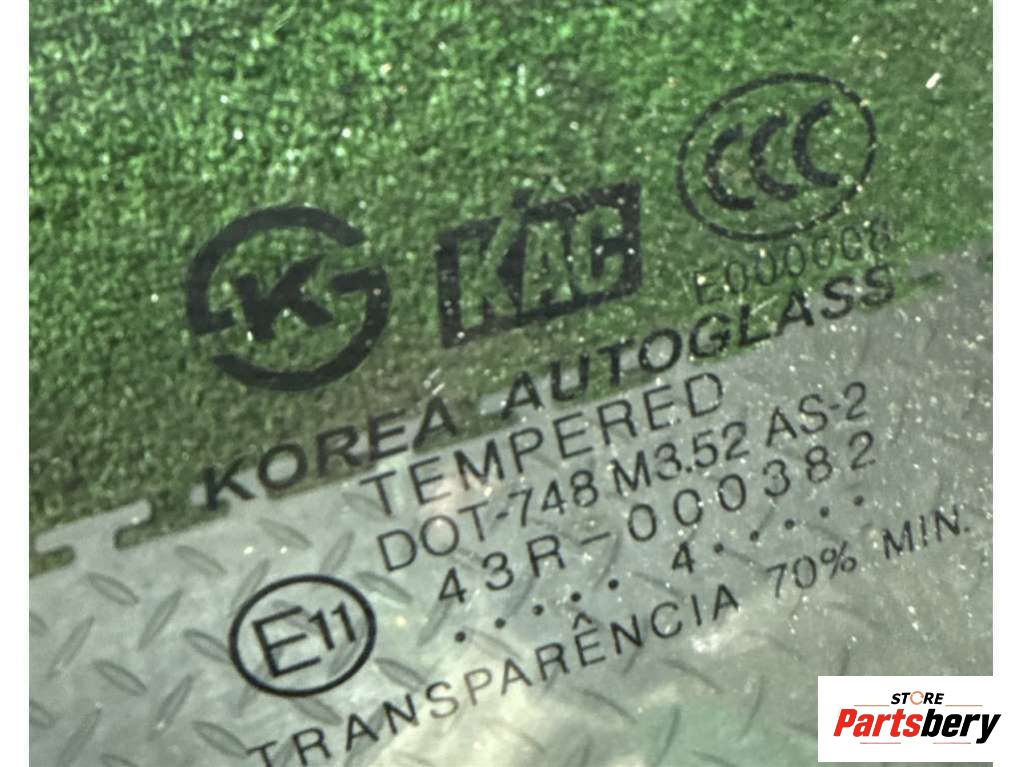 K
KAC
CCC
E000008
KOREA AUTOGLASS
TEMPERED
DOT-748 M3.52 AS-2
43R-000382
..... 4.....
E11
TRANSPARÊNCIA 70% MIN.
STORE
Partsbery